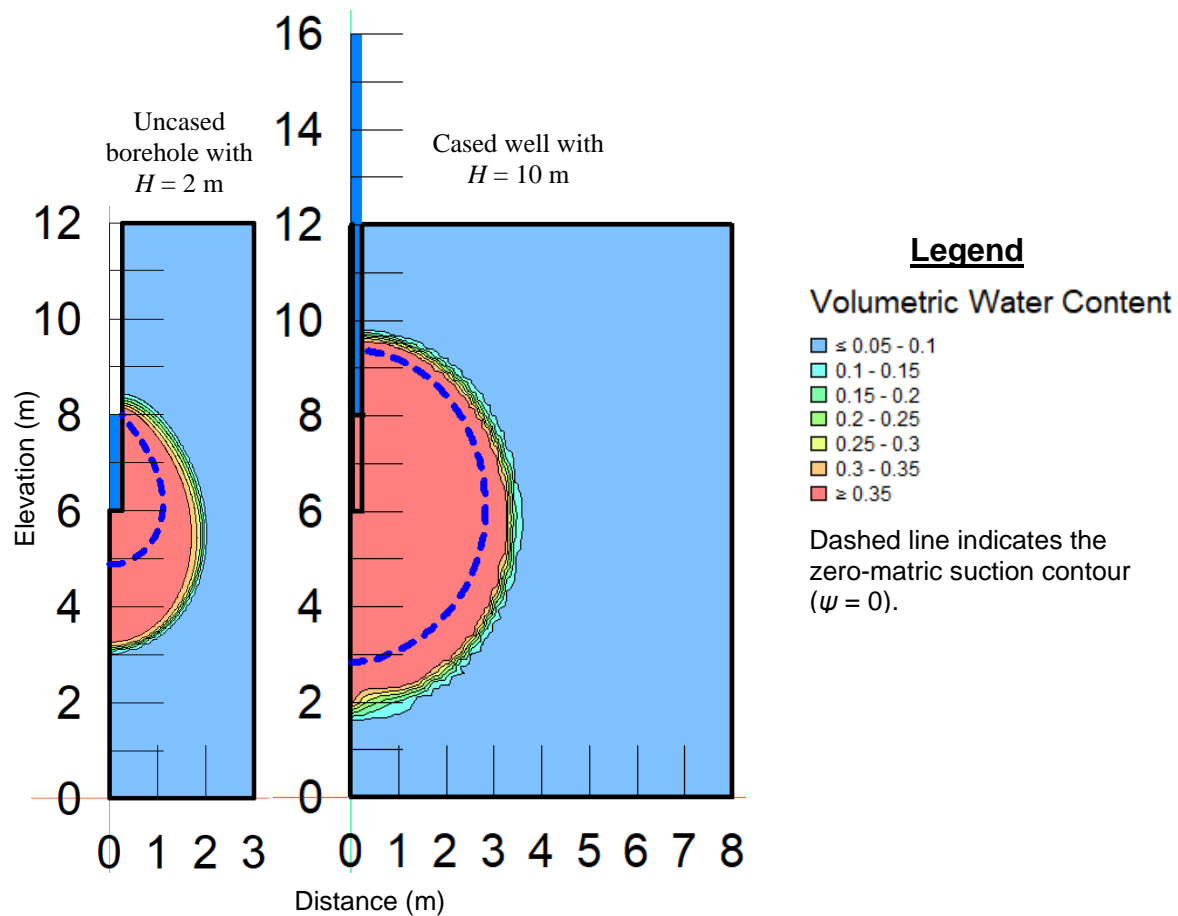 Uncased
borehole with
H = 2 m
Cased well with
H = 10 m
Elevation (m)
12
10
8
6
4
2
0
0 1 2 3
16
14
12
10
8
6
4
2
0
0 1 2 3 4 5 6 7 8
Distance (m)
Legend
Volumetric Water Content
≤ 0.05 - 0.1
0.1 - 0.15
0.15 - 0.2
0.2 - 0.25
0.25 - 0.3
0.3 - 0.35
≥ 0.35
Dashed line indicates the
zero-matric suction contour
(ψ = 0).